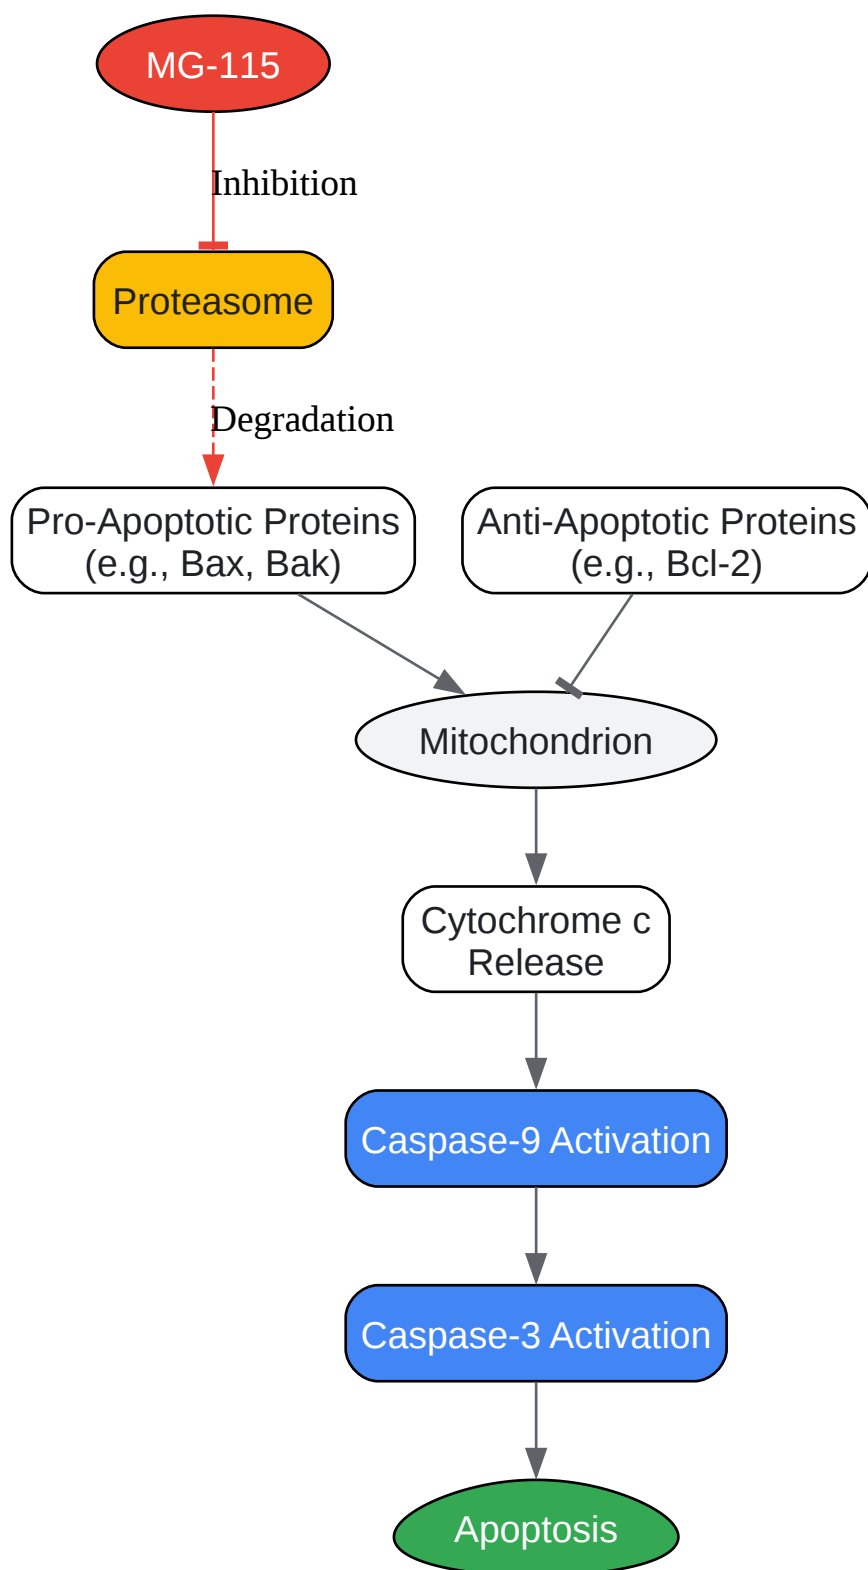 MG-115
Inhibition
Proteasome
Degradation
Pro-Apoptotic Proteins
(e.g., Bax, Bak)
Anti-Apoptotic Proteins
(e.g., Bcl-2)
Mitochondrion
Cytochrome c
Release
Caspase-9 Activation
Caspase-3 Activation
Apoptosis